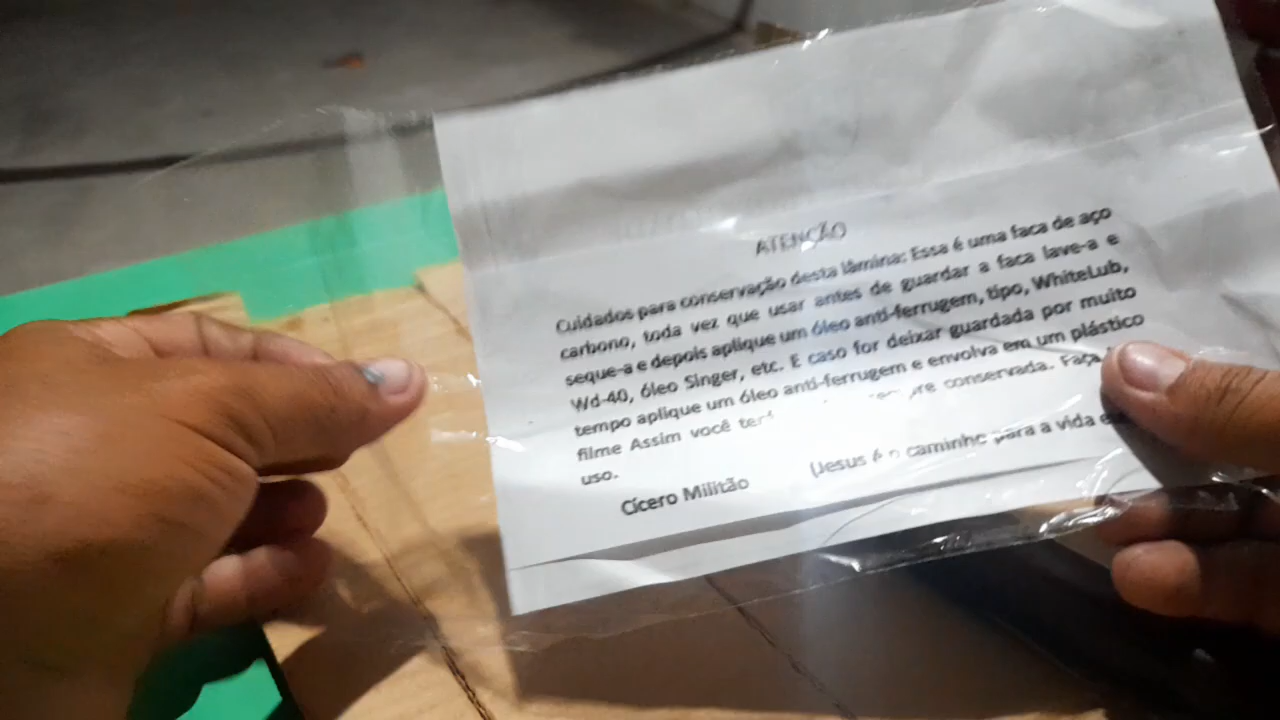 ATENÇÃO
Cuidados para conservação desta lâmina: Essa é uma faca de aço
carbono, toda vez que usar antes de guardar a faca lave-a e
seque-a e depois aplique um óleo anti-ferrugem, tipo, WhiteLub,
Wd-40, óleo Singer, etc. E caso for deixar guardada por muito
tempo aplique um óleo anti-ferrugem e envolva em um plástico
filme Assim você conservada. Faça
uso.
Cícero Militão (Jesus é o caminho para a vida